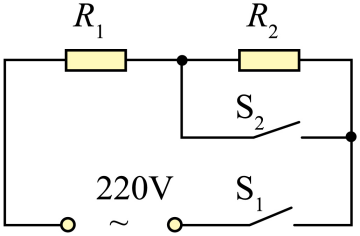 R₁ R₂
S₂
220V S₁
~